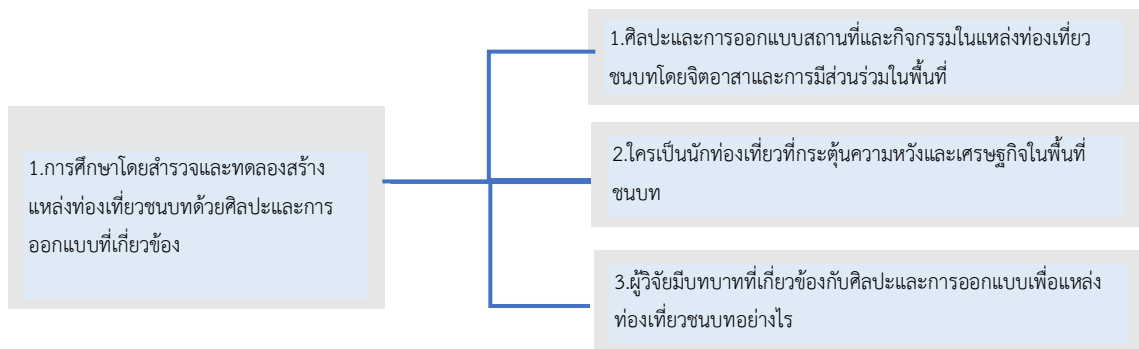 1.การศึกษาโดยสำรวจและทดลองสร้าง
แหล่งท่องเที่ยวชนบทด้วยศิลปะและการ
ออกแบบที่เกี่ยวข้อง
1.ศิลปะและการออกแบบสถานที่และกิจกรรมในแหล่งท่องเที่ยว
ชนบทโดยจิตอาสาและการมีส่วนร่วมในพื้นที่
2.ใครเป็นนักท่องเที่ยวที่กระตุ้นความหวังและเศรษฐกิจในพื้นที่
ชนบท
3.ผู้วิจัยมีบทบาทที่เกี่ยวข้องกับศิลปะและการออกแบบเพื่อแหล่ง
ท่องเที่ยวชนบทอย่างไร